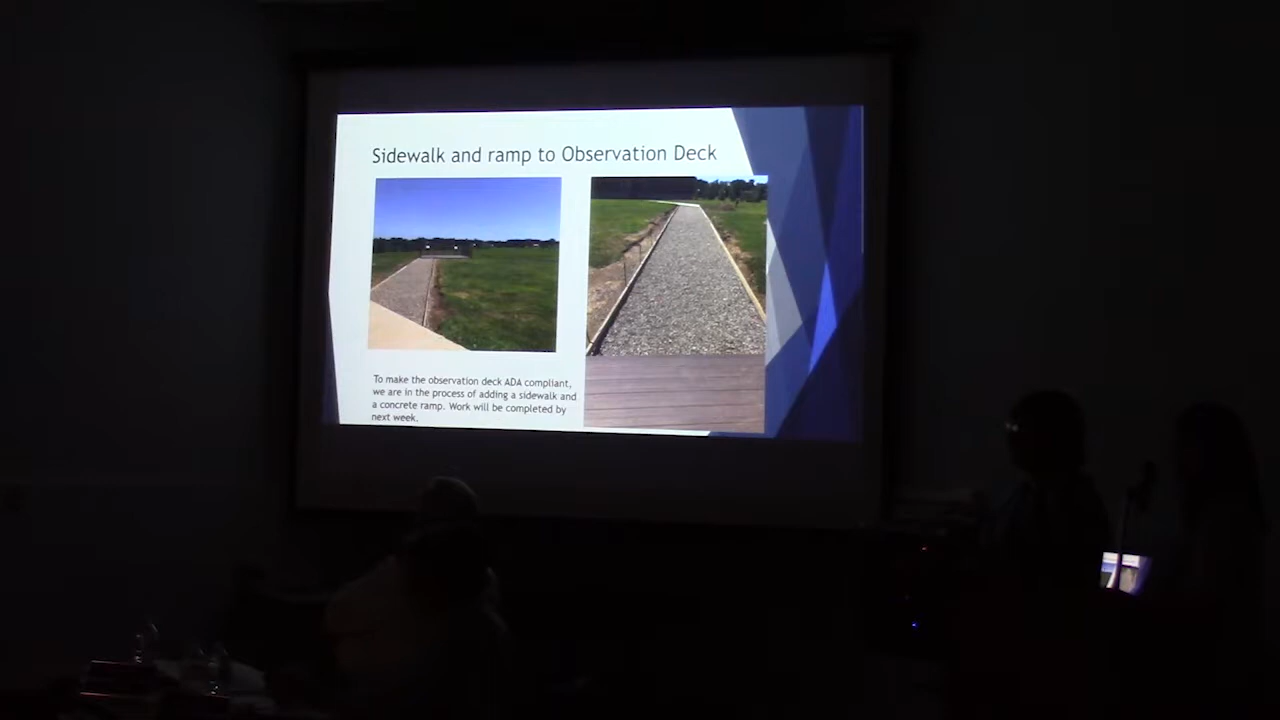 Sidewalk and ramp to Observation Deck
To make the observation deck ADA compliant,
we are in the process of adding a sidewalk and
a concrete ramp. Work will be completed by
next week.